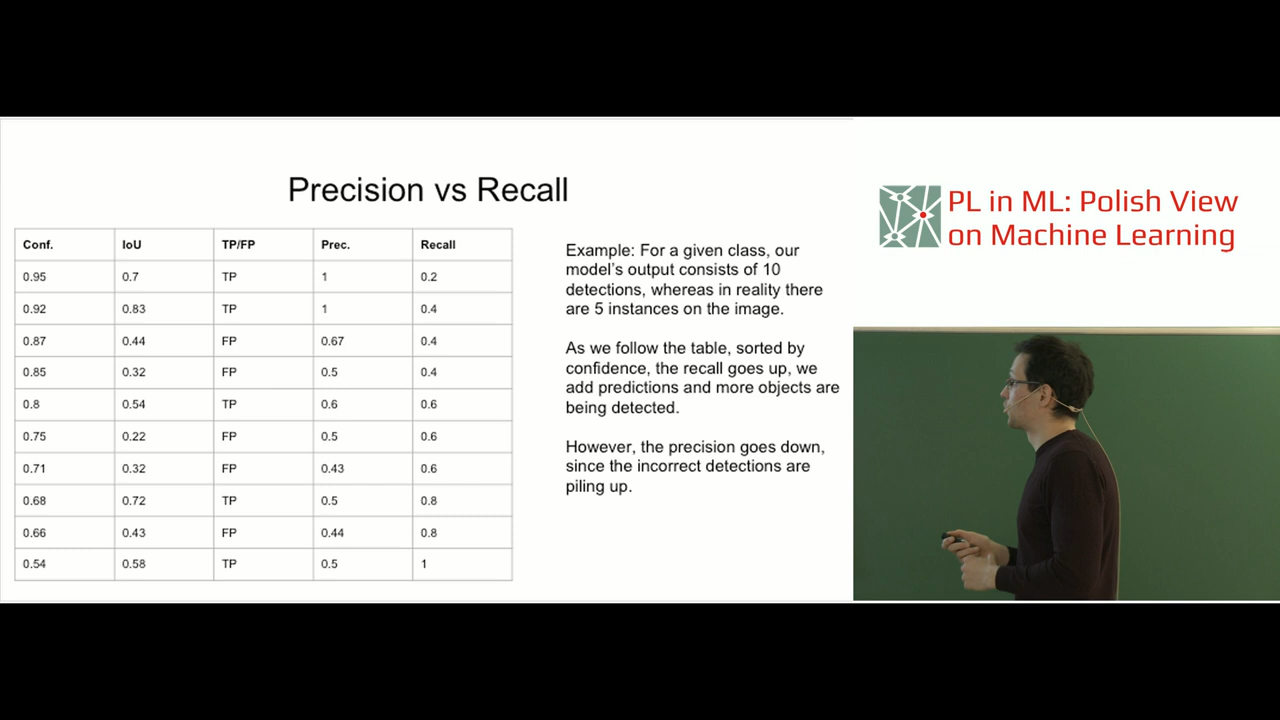 Precision vs Recall
Conf. IoU TP/FP Prec. Recall
0.95 0.7 TP 1 0.2
0.92 0.83 TP 1 0.4
0.87 0.44 FP 0.67 0.4
0.85 0.32 FP 0.5 0.4
0.8 0.54 TP 0.6 0.6
0.75 0.22 FP 0.5 0.6
0.71 0.32 FP 0.43 0.6
0.68 0.72 TP 0.5 0.8
0.66 0.43 FP 0.44 0.8
0.54 0.58 TP 0.5 1
Example: For a given class, our
model's output consists of 10
detections, whereas in reality there
are 5 instances on the image.
As we follow the table, sorted by
confidence, the recall goes up, we
add predictions and more objects are
being detected.
However, the precision goes down,
since the incorrect detections are
piling up.
PL in ML: Polish View
on Machine Learning